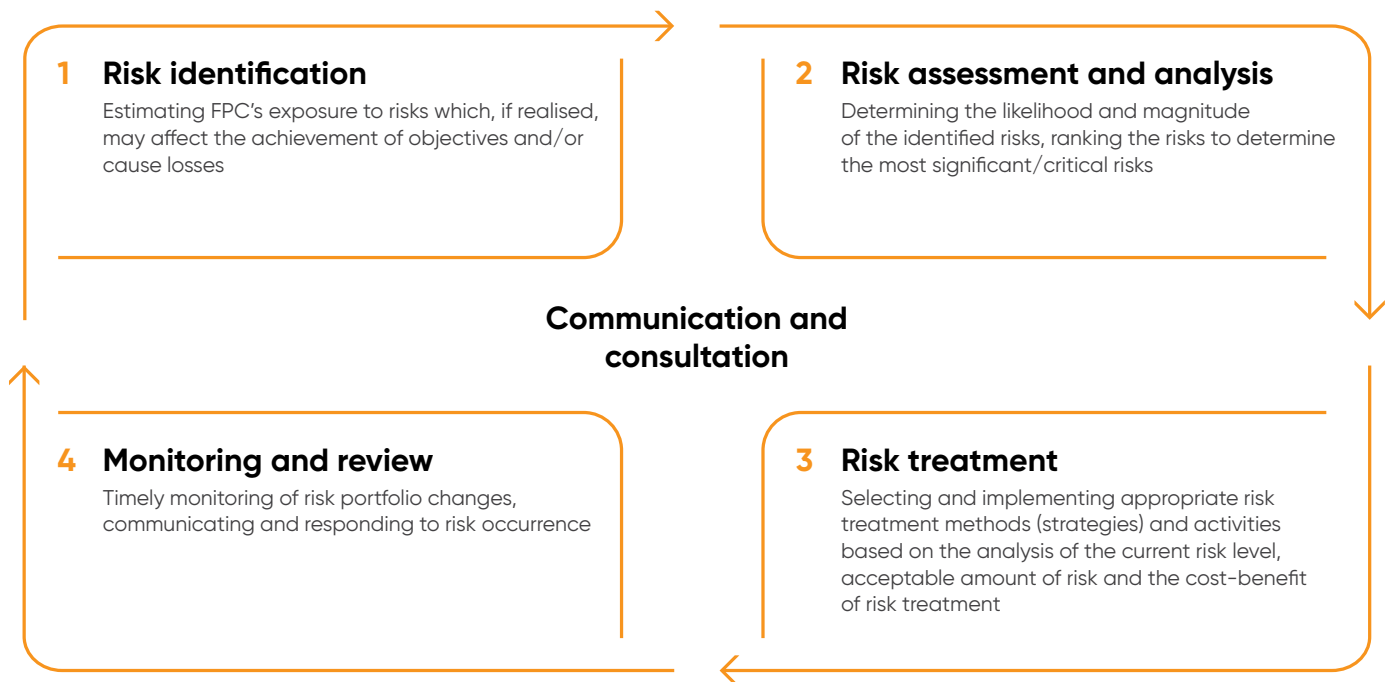 1 Risk identification
Estimating FPC's exposure to risks which, if realised,
may affect the achievement of objectives and/or
cause losses
2 Risk assessment and analysis
Determining the likelihood and magnitude
of the identified risks, ranking the risks to determine
the most significant/critical risks
Communication and
consultation
4 Monitoring and review
Timely monitoring of risk portfolio changes,
communicating and responding to risk occurrence
3 Risk treatment
Selecting and implementing appropriate risk
treatment methods (strategies) and activities
based on the analysis of the current risk level,
acceptable amount of risk and the cost-benefit
of risk treatment